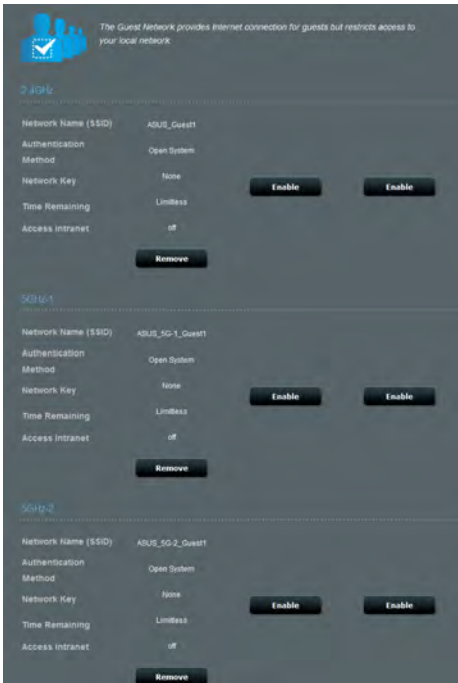 The Guest Network provides Internet connection for guests but restricts access to
your local network
2.4GHz
Network Name (SSID) ASUS_Guest1
Authentication
Method Open System
Network Key None
Enable Enable
Time Remaining Limitless
Access Intranet off
Remove
5GHz-1
Network Name (SSID) ASUS_5G-1_Guest1
Authentication
Method Open System
Network Key None
Enable Enable
Time Remaining Limitless
Access Intranet off
Remove
5GHz-2
Network Name (SSID) ASUS_5G-2_Guest1
Authentication
Method Open System
Network Key None
Enable Enable
Time Remaining Limitless
Access Intranet off
Remove